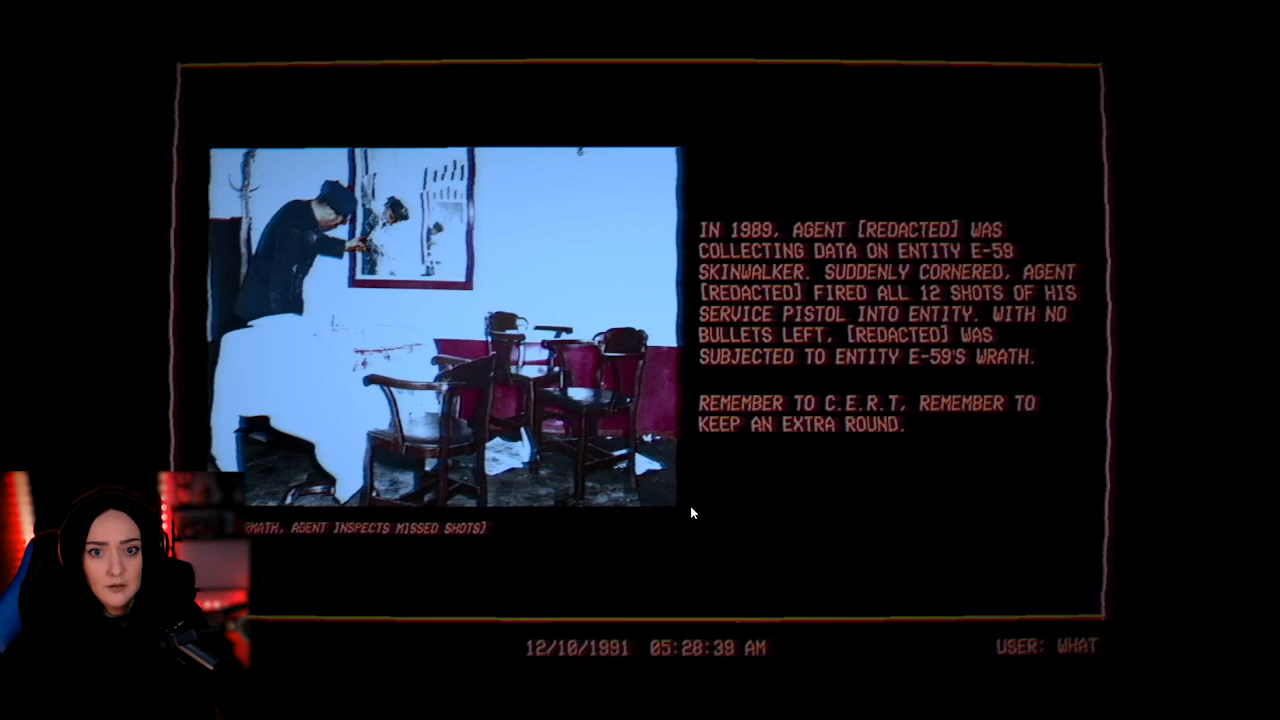 IN 1989, AGENT [REDACTED] WAS
COLLECTING DATA ON ENTITY E-59
SKINWALKER. SUDDENLY CORNERED, AGENT
[REDACTED] FIRED ALL 12 SHOTS OF HIS
SERVICE PISTOL INTO ENTITY. WITH NO
BULLETS LEFT, [REDACTED] WAS
SUBJECTED TO ENTITY E-59'S WRATH.
REMEMBER TO C.E.R.T, REMEMBER TO
KEEP AN EXTRA ROUND.
AGENT INSPECTS MISSED SHOTS]
12/10/1991 05:28:39 AM
USER: WHAT